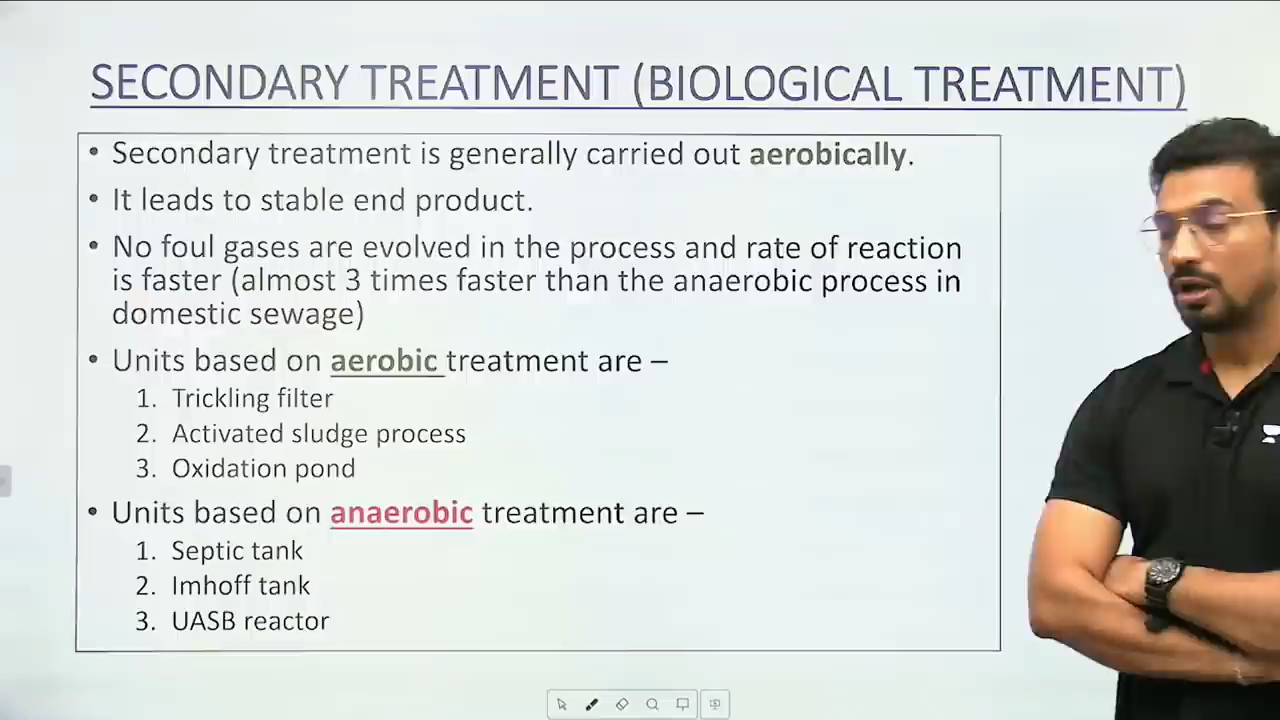 SECONDARY TREATMENT (BIOLOGICAL TREATMENT)
• Secondary treatment is generally carried out aerobically.
• It leads to stable end product.
• No foul gases are evolved in the process and rate of reaction
is faster (almost 3 times faster than the anaerobic process in
domestic sewage)
• Units based on aerobic treatment are –
1. Trickling filter
2. Activated sludge process
3. Oxidation pond
• Units based on anaerobic treatment are –
1. Septic tank
2. Imhoff tank
3. UASB reactor